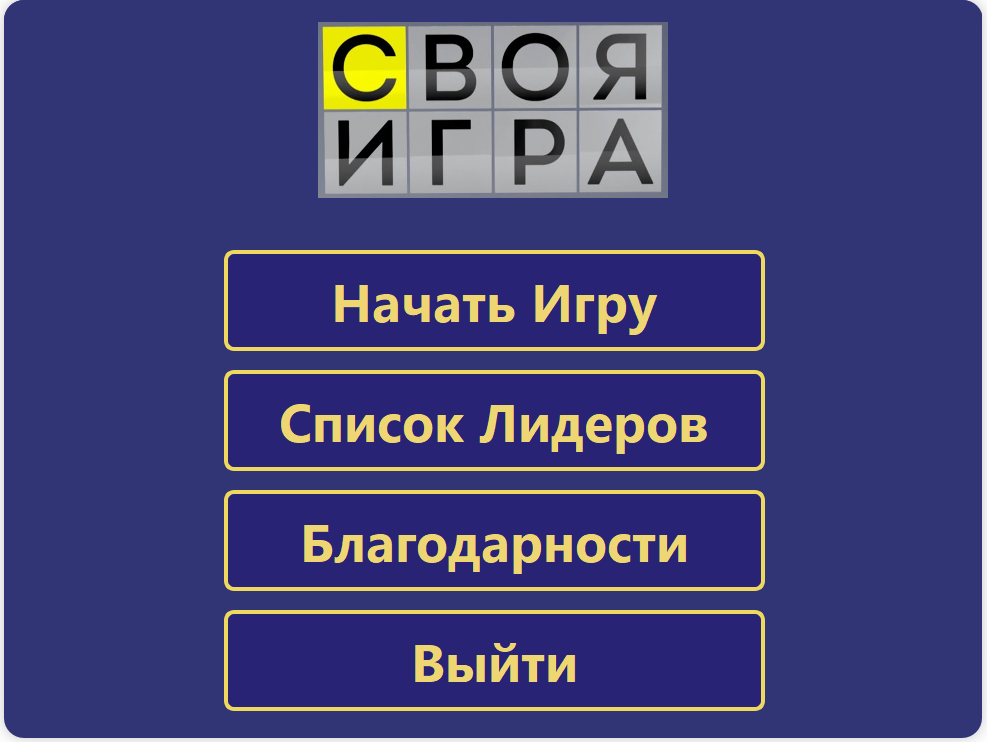 СВОЯ
ИГРА
Начать Игру
Список Лидеров
Благодарности
Выйти